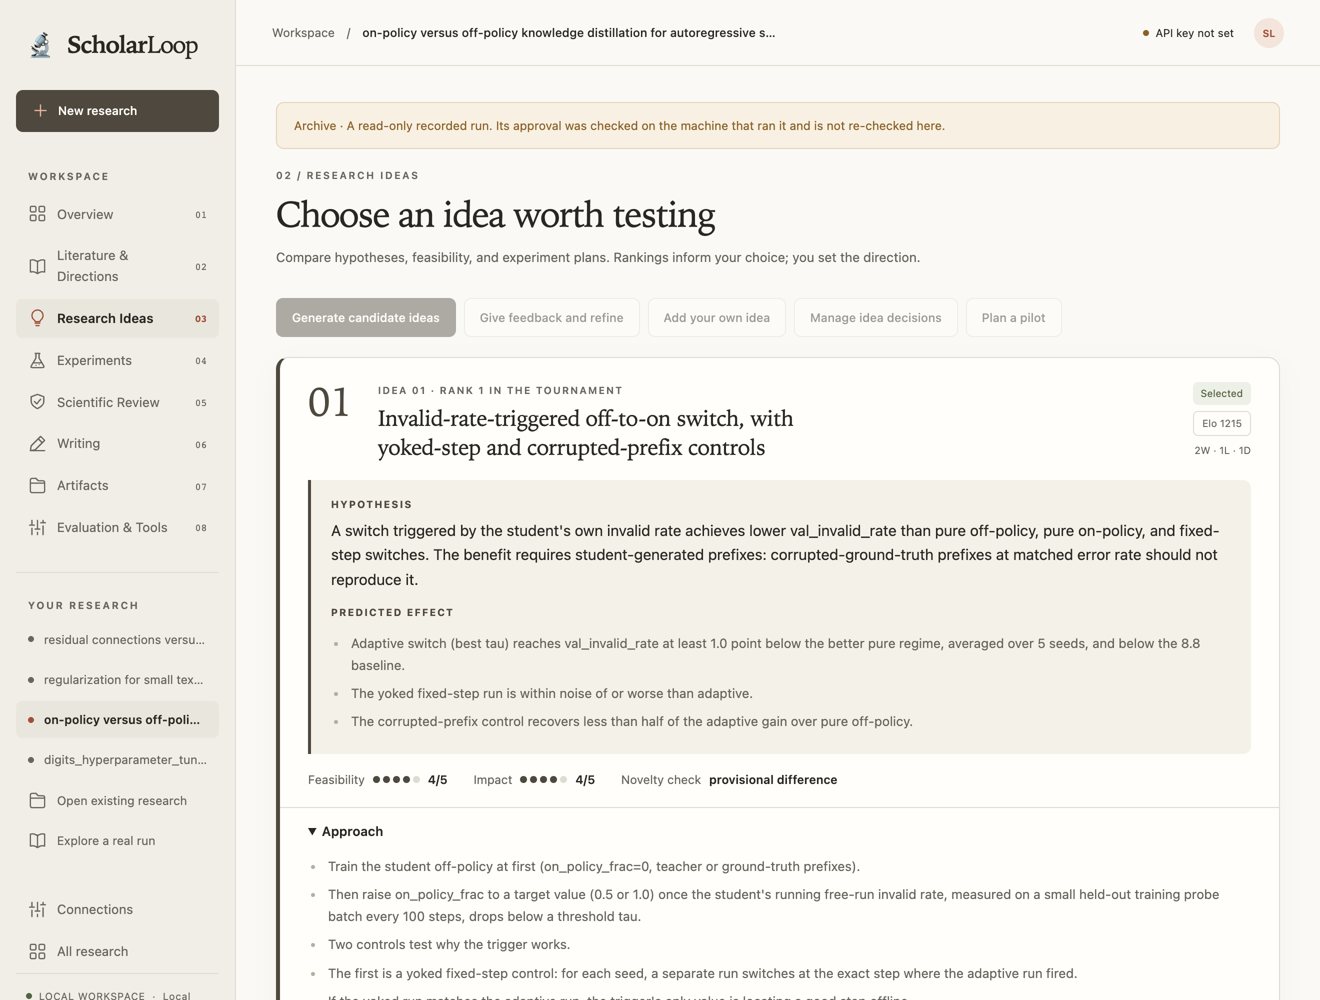 ScholarLoop
Workspace / on-policy versus off-policy knowledge distillation for autoregressive s...
API key not set
SL
New research
WORKSPACE
Overview 01
Literature & Directions 02
Research Ideas 03
Experiments 04
Scientific Review 05
Writing 06
Artifacts 07
Evaluation & Tools 08
YOUR RESEARCH
residual connections versu...
regularization for small tex...
on-policy versus off-poli...
digits_hyperparameter_tun...
Open existing research
Explore a real run
Connections
All research
LOCAL WORKSPACE · Local
Archive · A read-only recorded run. Its approval was checked on the machine that ran it and is not re-checked here.
02 / RESEARCH IDEAS
Choose an idea worth testing
Compare hypotheses, feasibility, and experiment plans. Rankings inform your choice; you set the direction.
Generate candidate ideas
Give feedback and refine
Add your own idea
Manage idea decisions
Plan a pilot
01
IDEA 01 · RANK 1 IN THE TOURNAMENT
Invalid-rate-triggered off-to-on switch, with
yoked-step and corrupted-prefix controls
Selected
Elo 1215
2W · 1L · 1D
HYPOTHESIS
A switch triggered by the student's own invalid rate achieves lower val_invalid_rate than pure off-policy, pure on-policy, and fixed-
step switches. The benefit requires student-generated prefixes: corrupted-ground-truth prefixes at matched error rate should not
reproduce it.
PREDICTED EFFECT
Adaptive switch (best tau) reaches val_invalid_rate at least 1.0 point below the better pure regime, averaged over 5 seeds, and below the 8.8
baseline.
The yoked fixed-step run is within noise of or worse than adaptive.
The corrupted-prefix control recovers less than half of the adaptive gain over pure off-policy.
Feasibility 4/5 Impact 4/5 Novelty check provisional difference
Approach
Train the student off-policy at first (on_policy_frac=0, teacher or ground-truth prefixes).
Then raise on_policy_frac to a target value (0.5 or 1.0) once the student's running free-run invalid rate, measured on a small held-out training probe
batch every 100 steps, drops below a threshold tau.
Two controls test why the trigger works.
The first is a yoked fixed-step control: for each seed, a separate run switches at the exact step where the adaptive run fired.